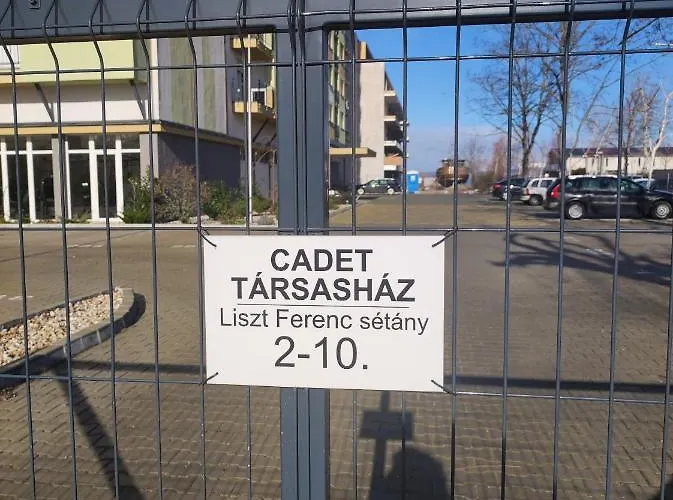 CADET
TÁRSASHÁZ
Liszt Ferenc sétány
2-10.